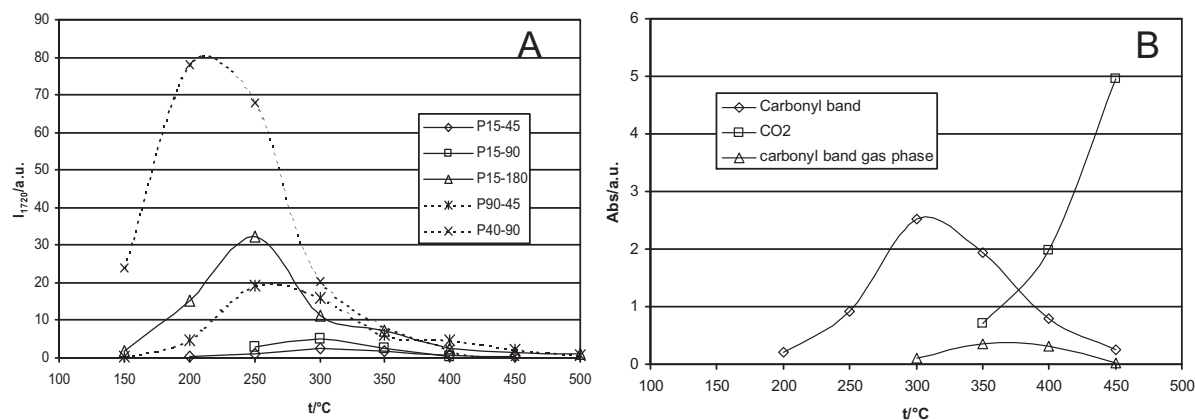 A
I1720/a.u.
90
80
70
60
50
40
30
20
10
0
P15-45
P15-90
P15-180
P90-45
P40-90
100 150 200 250 300 350 400 450 500
t/°C
B
Abs/a.u.
6
5
4
3
2
1
0
Carbonyl band
CO2
carbonyl band gas phase
100 150 200 250 300 350 400 450 500
t/°C